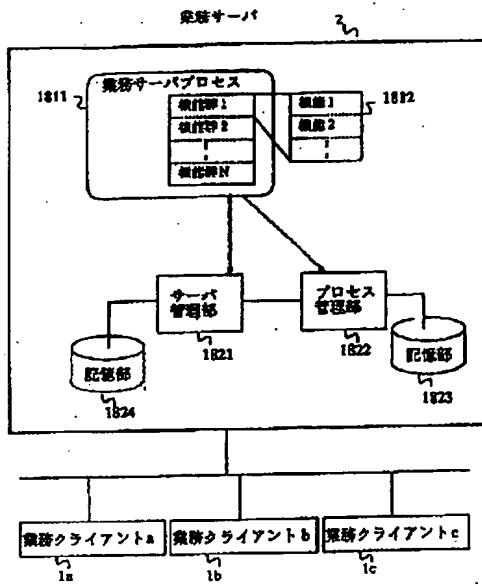 業務サーバ
2
業務サーバプロセス
1811
機能群1
機能群2
機能群N
機能1
機能2
1812
サーバ
管理部
1821
プロセス
管理部
1822
記憶部
1824
記憶部
1823
業務クライアントa
1a
業務クライアントb
1b
業務クライアントc
1c